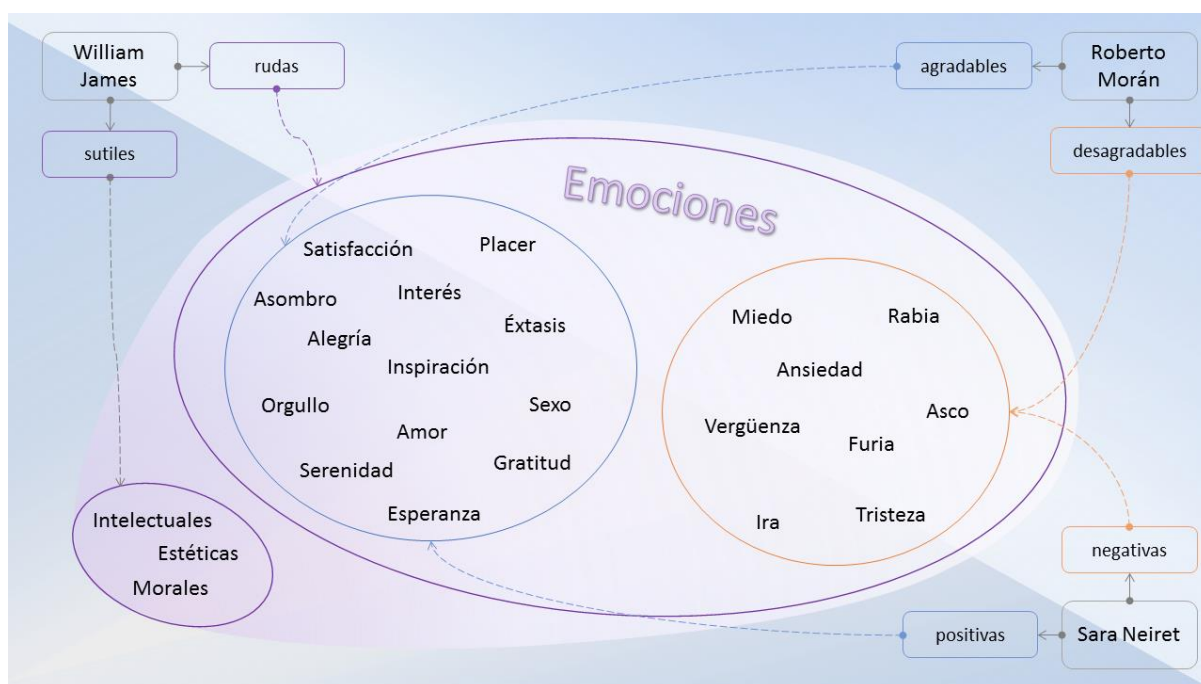 William
James
rudas
agradables
Roberto
Morán
sutiles
desagradables
Emociones
Satisfacción
Placer
Asombro
Interés
Alegría
Éxtasis
Inspiración
Orgullo
Sexo
Amor
Serenidad
Gratitud
Esperanza
Miedo
Rabia
Ansiedad
Asco
Vergüenza
Furia
Ira
Tristeza
Intelectuales
Estéticas
Morales
negativas
positivas
Sara Neiret